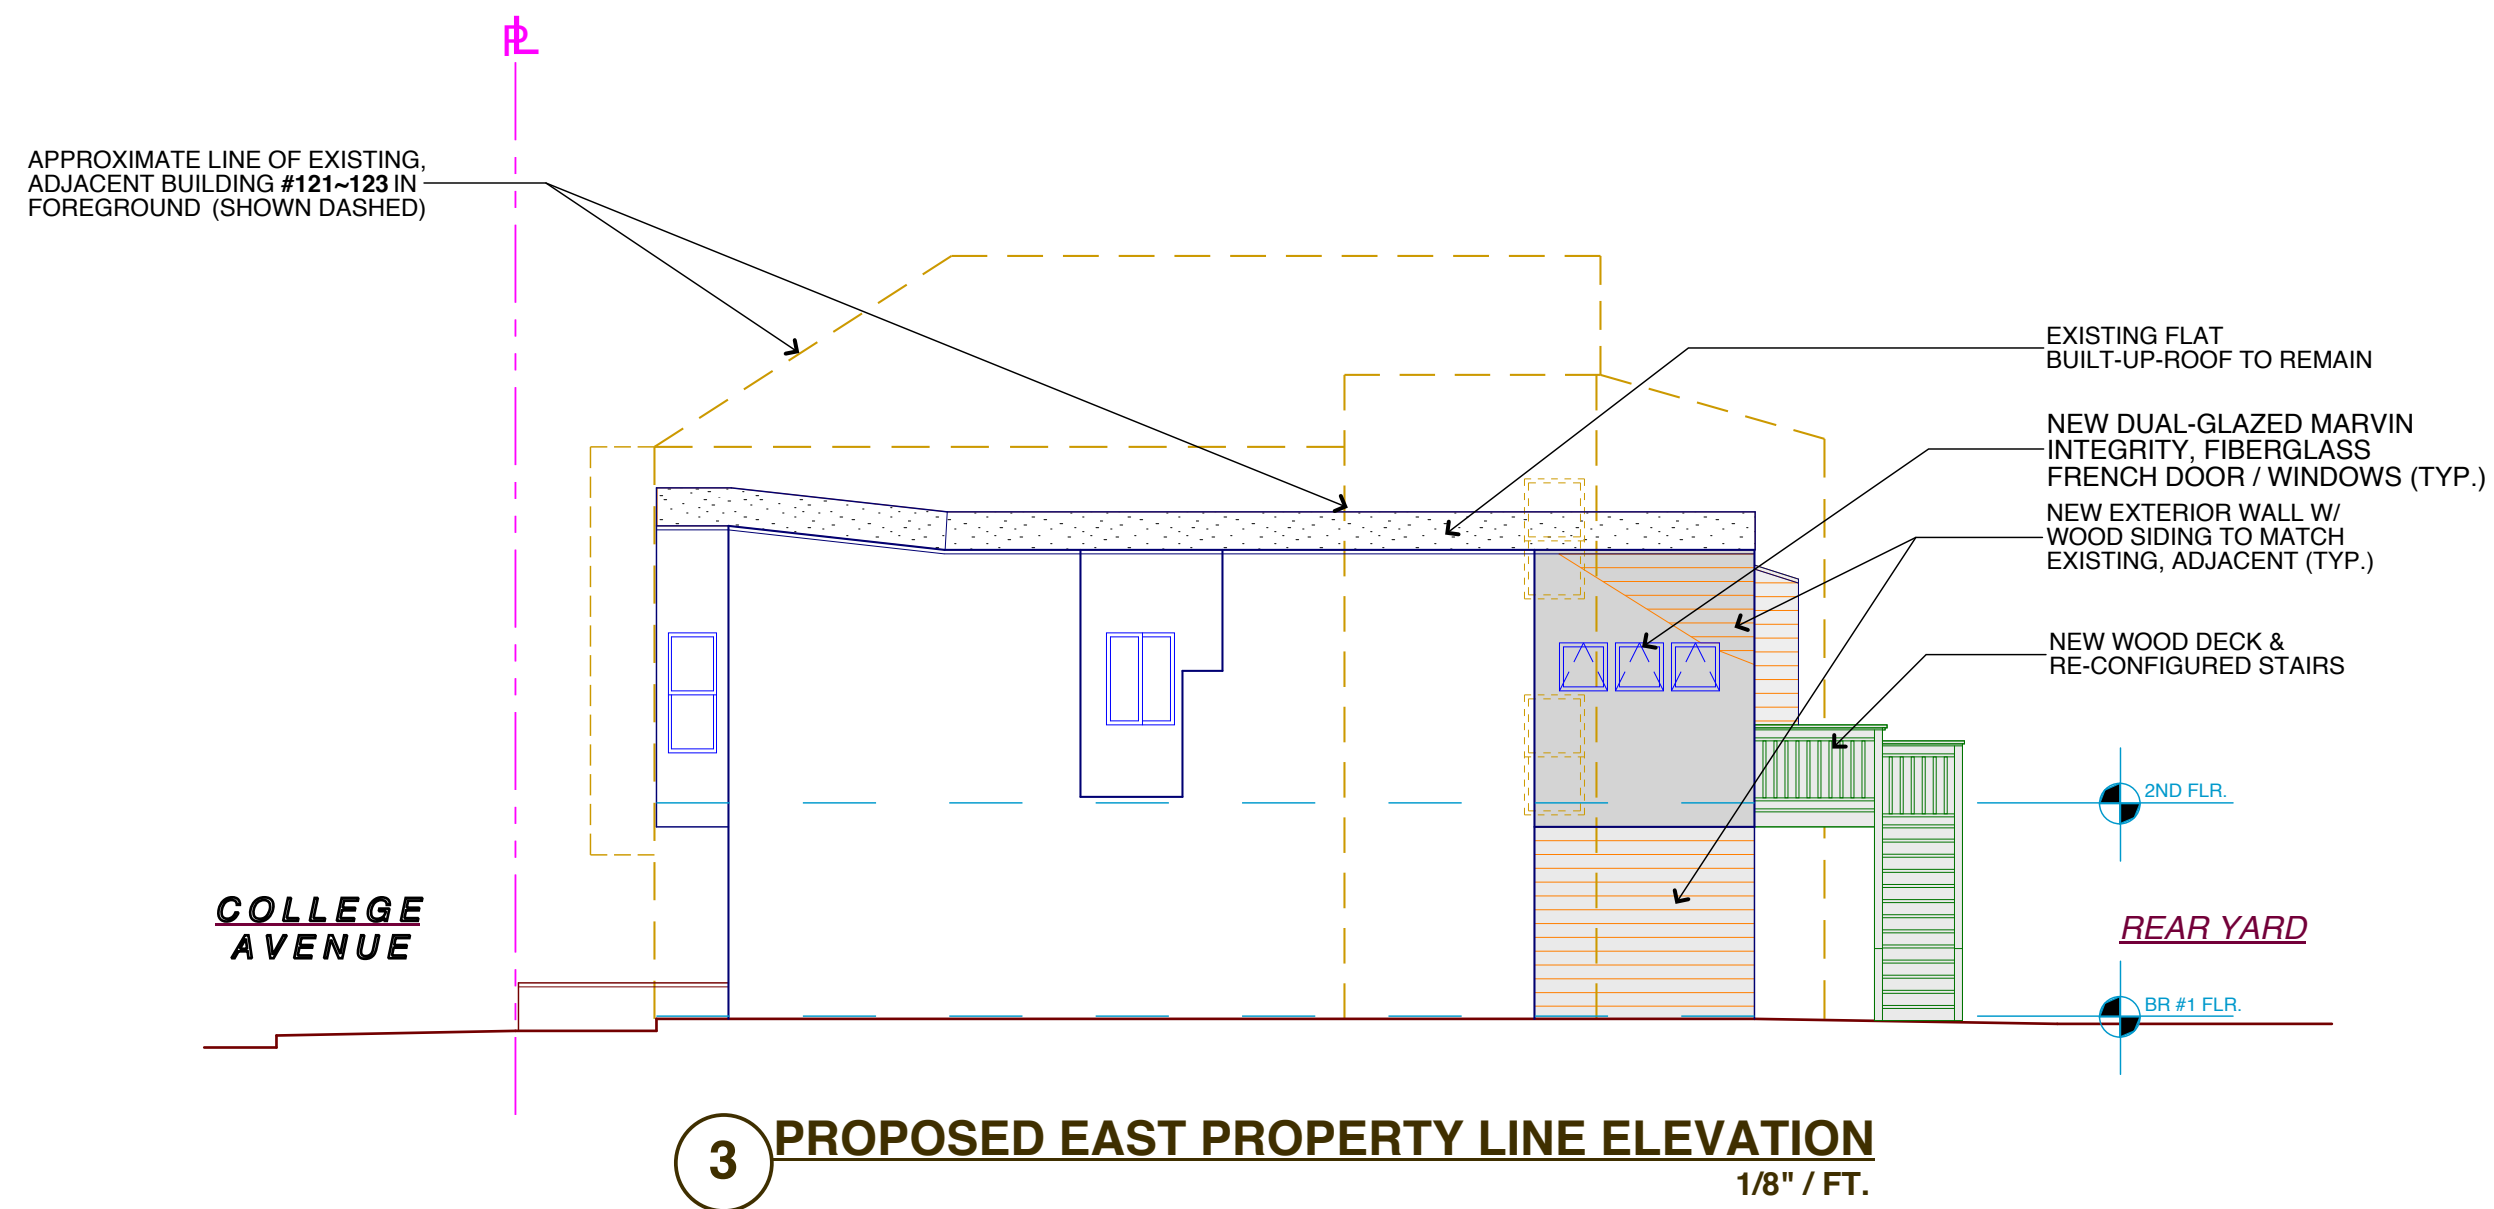 PL
APPROXIMATE LINE OF EXISTING,
ADJACENT BUILDING #121~123 IN
FOREGROUND (SHOWN DASHED)
EXISTING FLAT
BUILT-UP-ROOF TO REMAIN
NEW DUAL-GLAZED MARVIN
INTEGRITY, FIBERGLASS
FRENCH DOOR / WINDOWS (TYP.)
NEW EXTERIOR WALL W/
WOOD SIDING TO MATCH
EXISTING, ADJACENT (TYP.)
NEW WOOD DECK &
RE-CONFIGURED STAIRS
2ND FLR.
COLLEGE
AVENUE
REAR YARD
BR #1 FLR.
3
PROPOSED EAST PROPERTY LINE ELEVATION
1/8" / FT.